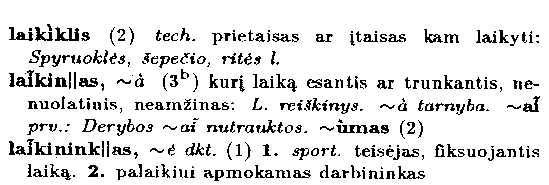 laikìklis (2) tech. prietaisas ar įtaisas kam laikyti:
Spyruoklės, šepečio, ritės l.
laĩkin||as, ~à (3ᵇ) kurį laiką esantis ar trunkantis, ne-
nuolatinis, neamžinas: L. reiškinys. ~à tarnyba. ~aĩ
prv.: Derybos ~aĩ nutrauktos. ~ùmas (2)
laĩkinink||as, ~ė dkt. (1) 1. sport. teisėjas, fiksuojantis
laiką. 2. palaikiui apmokamas darbininkas